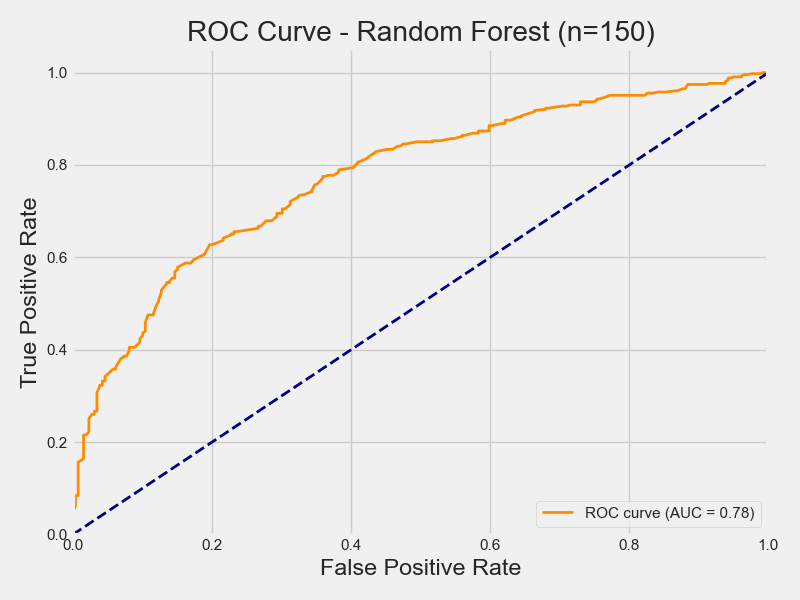 ROC Curve - Random Forest (n=150)
True Positive Rate
1.0
0.8
0.6
0.4
0.2
0.0
0.0 0.2 0.4 0.6 0.8 1.0
False Positive Rate
ROC curve (AUC = 0.78)